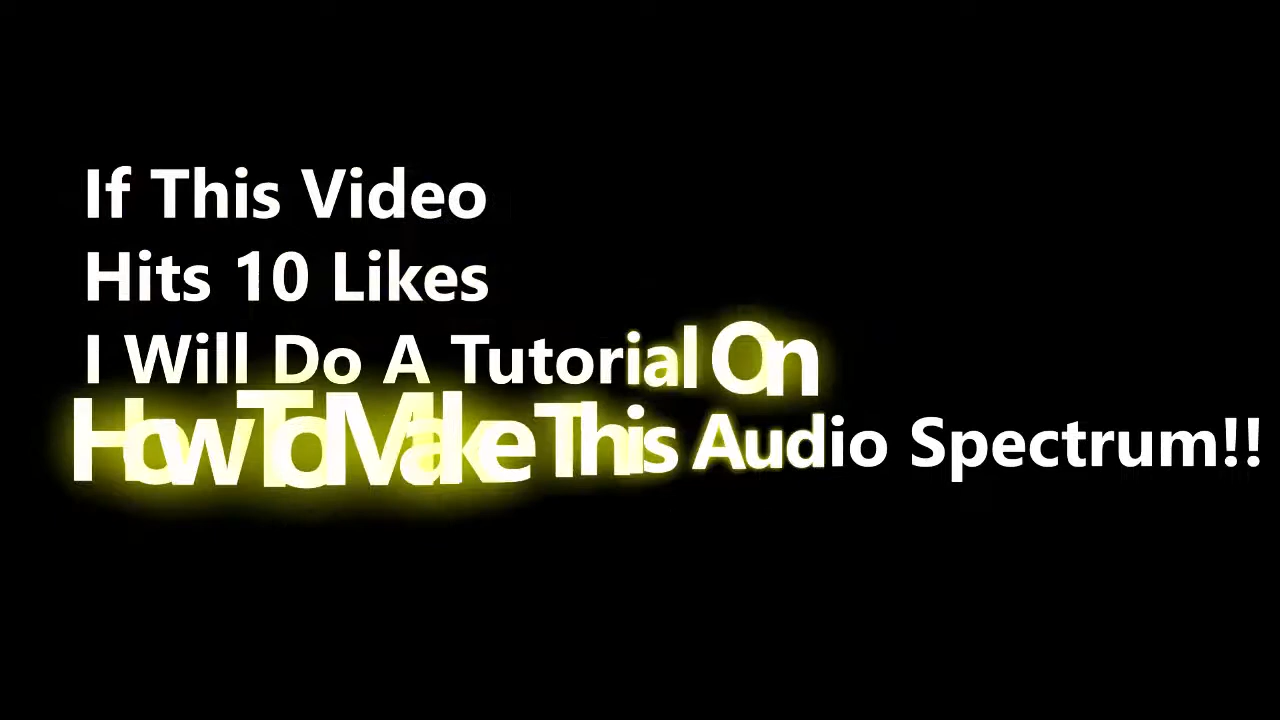 If This Video
Hits 10 Likes
I Will Do A Tutorial On
How To Make This Audio Spectrum!!